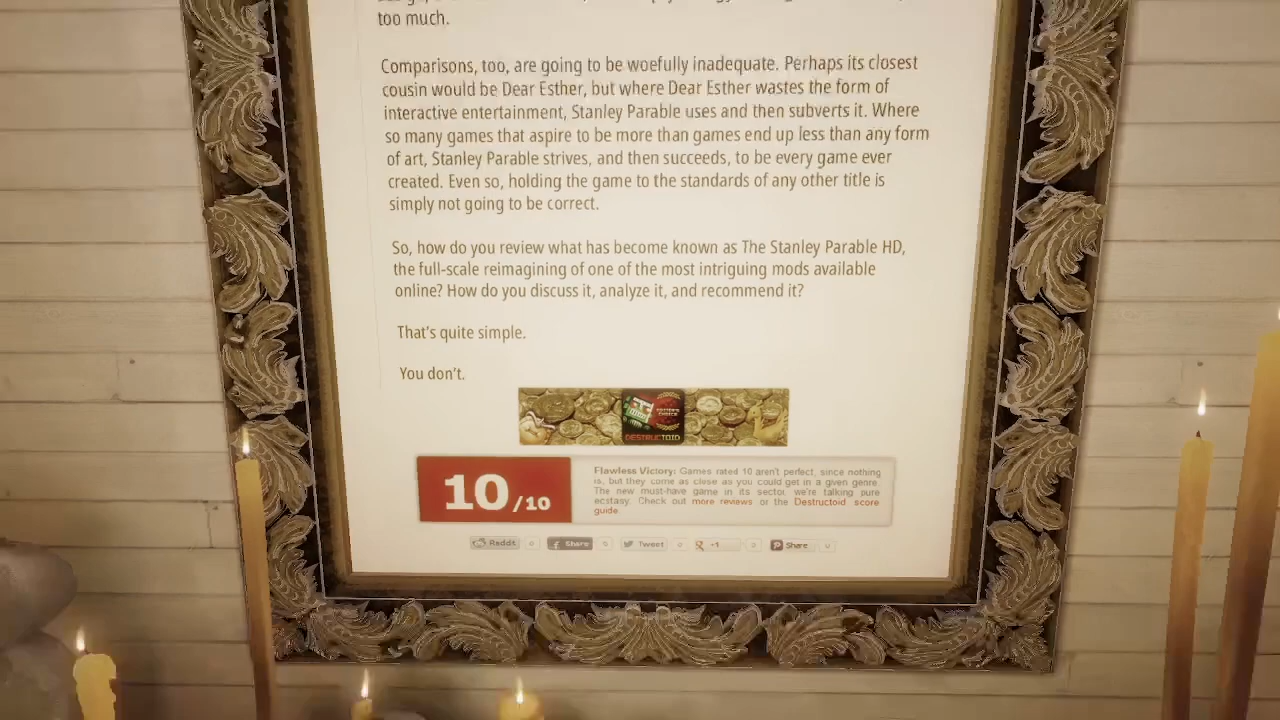 too much.
Comparisons, too, are going to be woefully inadequate. Perhaps its closest
cousin would be Dear Esther, but where Dear Esther wastes the form of
interactive entertainment, Stanley Parable uses and then subverts it. Where
so many games that aspire to be more than games end up less than any form
of art, Stanley Parable strives, and then succeeds, to be every game ever
created. Even so, holding the game to the standards of any other title is
simply not going to be correct.
So, how do you review what has become known as The Stanley Parable HD,
the full-scale reimagining of one of the most intriguing mods available
online? How do you discuss it, analyze it, and recommend it?
That's quite simple.
You don't.
EDITOR'S
CHOICE
DESTRUCTOID
10/10
Flawless Victory: Games rated 10 aren't perfect, since nothing
is, but they come as close as you could get in a given genre.
The new must-have game in its sector, we're talking pure
ecstasy. Check out more reviews or the Destructoid score
guide.
Reddit 0 Share 5 Tweet 0 +1 2 Share 0